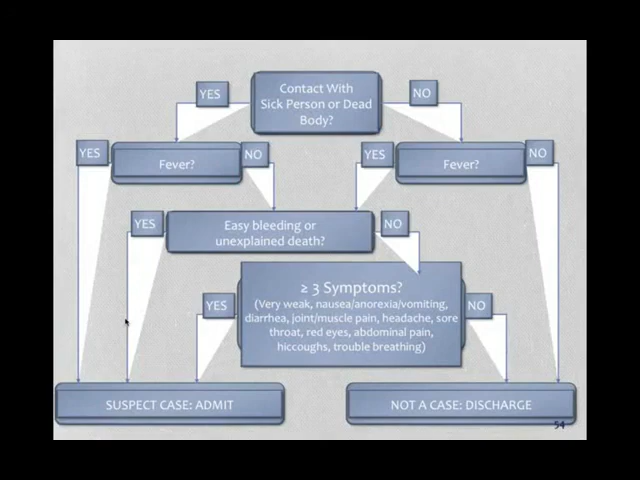 Contact With
Sick Person or Dead
Body?
YES
NO
YES
Fever?
NO
YES
Fever?
NO
YES
Easy bleeding or
unexplained death?
NO
YES
≥ 3 Symptoms?
(Very weak, nausea/anorexia/vomiting,
diarrhea, joint/muscle pain, headache, sore
throat, red eyes, abdominal pain,
hiccoughs, trouble breathing)
NO
SUSPECT CASE: ADMIT
NOT A CASE: DISCHARGE
54